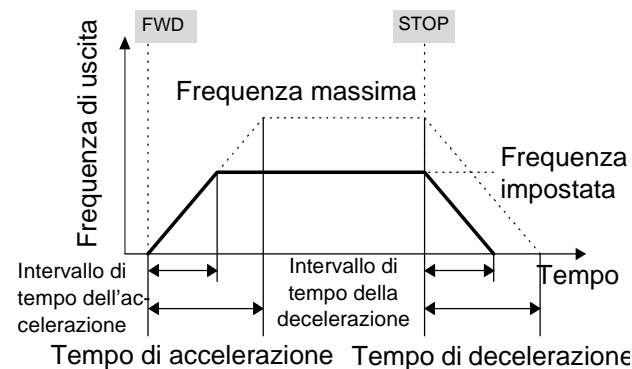 FWD
STOP
Frequenza di uscita
Frequenza massima
Frequenza
impostata
Tempo
Intervallo di
tempo dell'ac-
celerazione
Intervallo di
tempo della
decelerazione
Tempo di accelerazione
Tempo di decelerazione